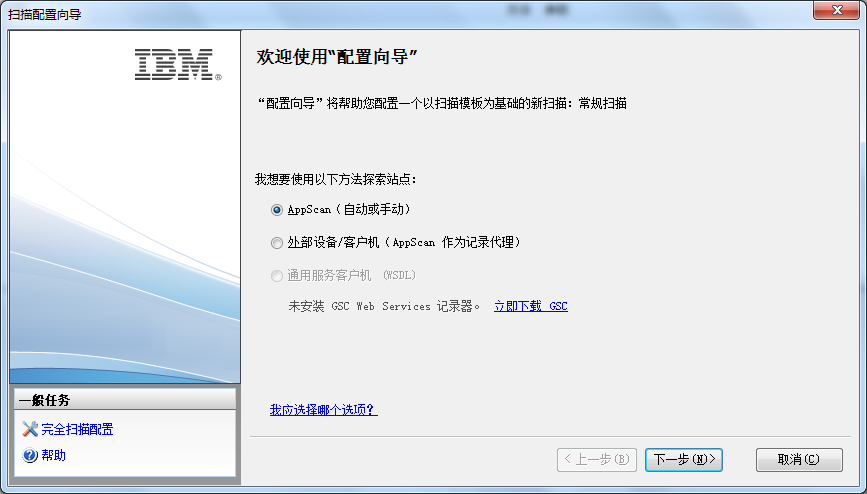 扫描配置向导
IBM®
欢迎使用“配置向导”
“配置向导”将帮助您配置一个以扫描模板为基础的新扫描：常规扫描
我想要使用以下方法探索站点：
AppScan（自动或手动）
外部设备/客户机（AppScan 作为记录代理）
通用服务客户机 （WSDL）
未安装 GSC Web Services 记录器。 立即下载 GSC
我应选择哪个选项？
一般任务
完全扫描配置
帮助
< 上一步(B) 下一步(N)> 取消(C)